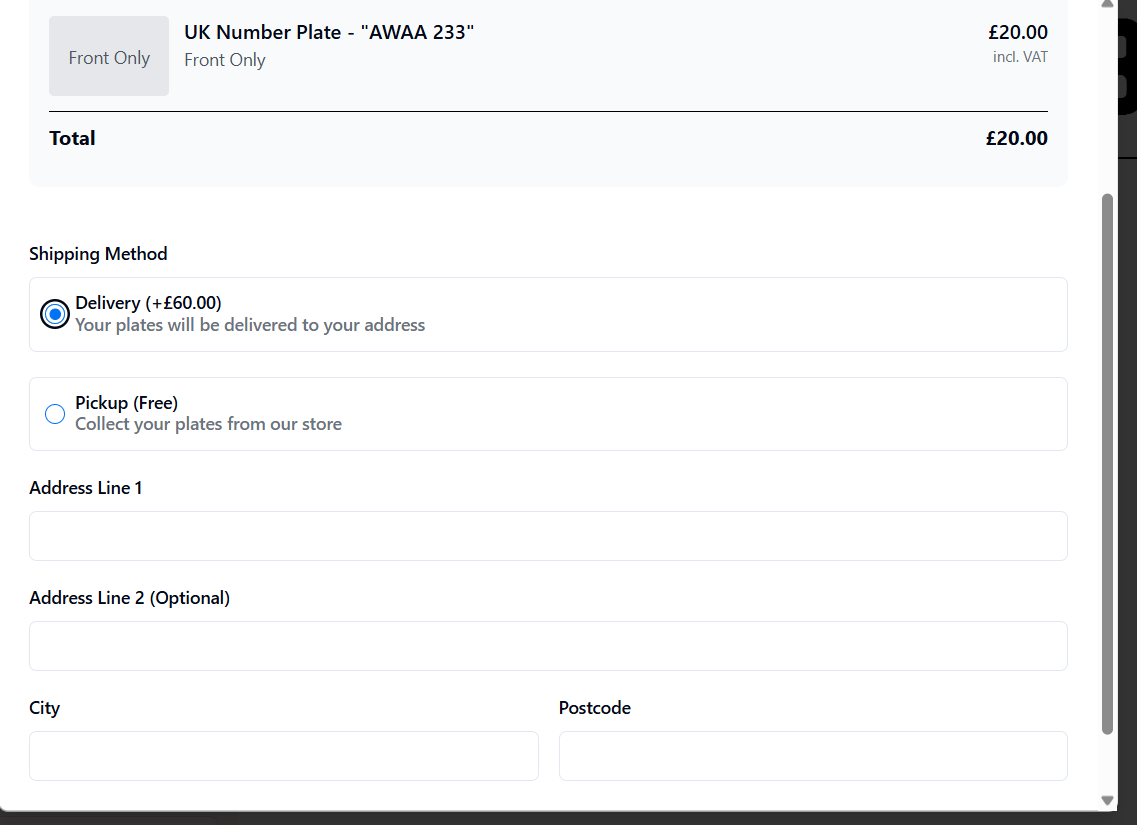 Front Only
UK Number Plate - "AWAA 233"
£20.00
Front Only
incl. VAT
Total
£20.00
Shipping Method
Delivery (+£60.00)
Your plates will be delivered to your address
Pickup (Free)
Collect your plates from our store
Address Line 1
Address Line 2 (Optional)
City
Postcode